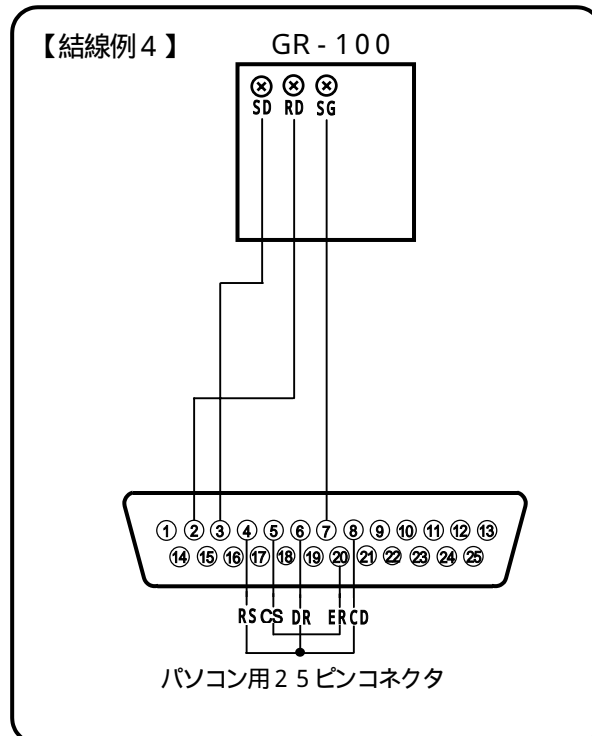 【結線例4】 GR-100
SD RD SG
① ② ③ ④ ⑤ ⑥ ⑦ ⑧ ⑨ ⑩ ⑪ ⑫ ⑬
⑭ ⑮ ⑯ ⑰ ⑱ ⑲ ⑳ ㉑ ㉒ ㉓ ㉔ ㉕
RS CS DR ER CD
パソコン用25ピンコネクタ